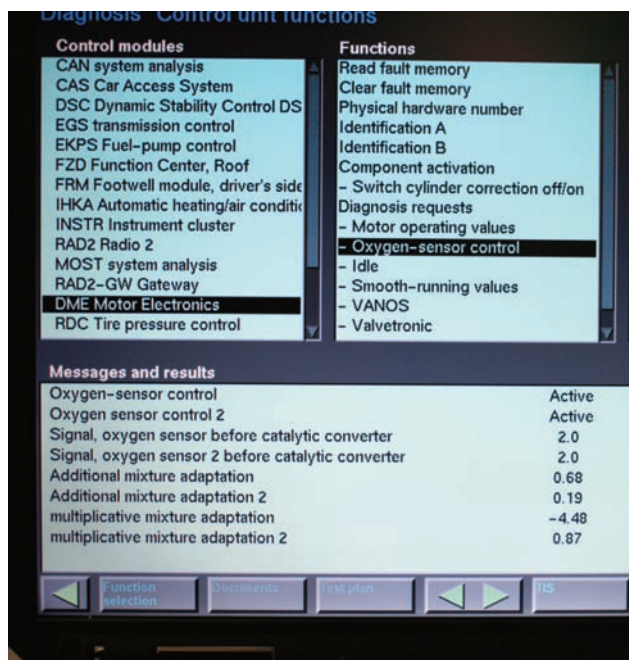 Diagnosis Control unit functions
Control modules
CAN system analysis
CAS Car Access System
DSC Dynamic Stability Control DS
EGS transmission control
EKPS Fuel-pump control
FZD Function Center, Roof
FRM Footwell module, driver's side
IHKA Automatic heating/air conditio
INSTR Instrument cluster
RAD2 Radio 2
MOST system analysis
RAD2-GW Gateway
DME Motor Electronics
RDC Tire pressure control
Functions
Read fault memory
Clear fault memory
Physical hardware number
Identification A
Identification B
Component activation
- Switch cylinder correction off/on
Diagnosis requests
- Motor operating values
- Oxygen-sensor control
- Idle
- Smooth-running values
- VANOS
- Valvetronic
Messages and results
Oxygen-sensor control Active
Oxygen sensor control 2 Active
Signal, oxygen sensor before catalytic converter 2.0
Signal, oxygen sensor 2 before catalytic converter 2.0
Additional mixture adaptation 0.68
Additional mixture adaptation 2 0.19
multiplicative mixture adaptation -4.48
multiplicative mixture adaptation 2 0.87
Function selection
Documents
Test plan
TIS